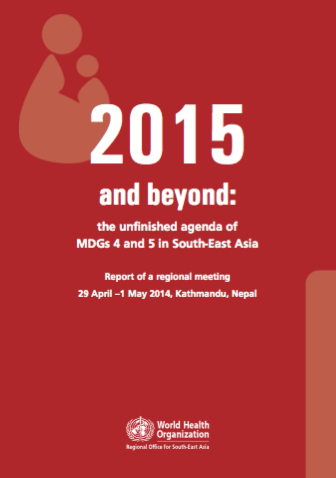 2015
and beyond:
the unfinished agenda of
MDGs 4 and 5 in South-East Asia
Report of a regional meeting
29 April –1 May 2014, Kathmandu, Nepal
World Health
Organization
Regional Office for South-East Asia